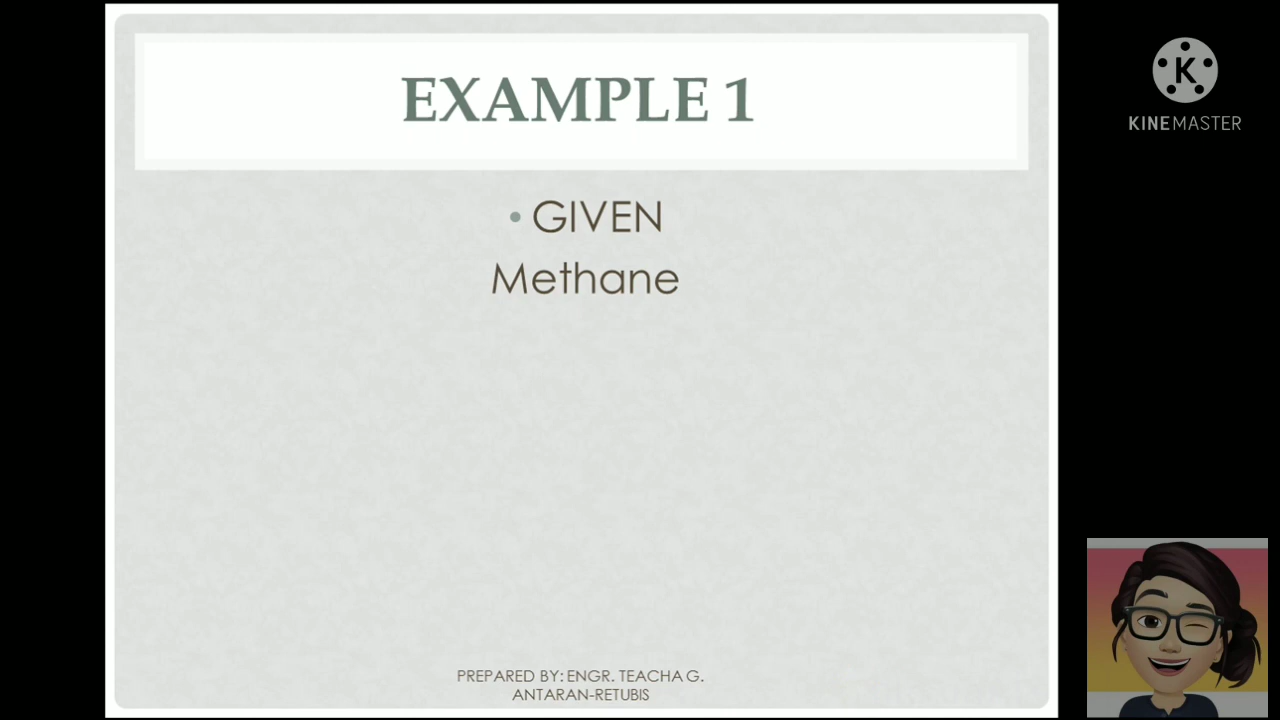 EXAMPLE 1
• GIVEN
Methane
PREPARED BY: ENGR. TEACHA G.
ANTARAN-RETUBIS
K
KINEMASTER